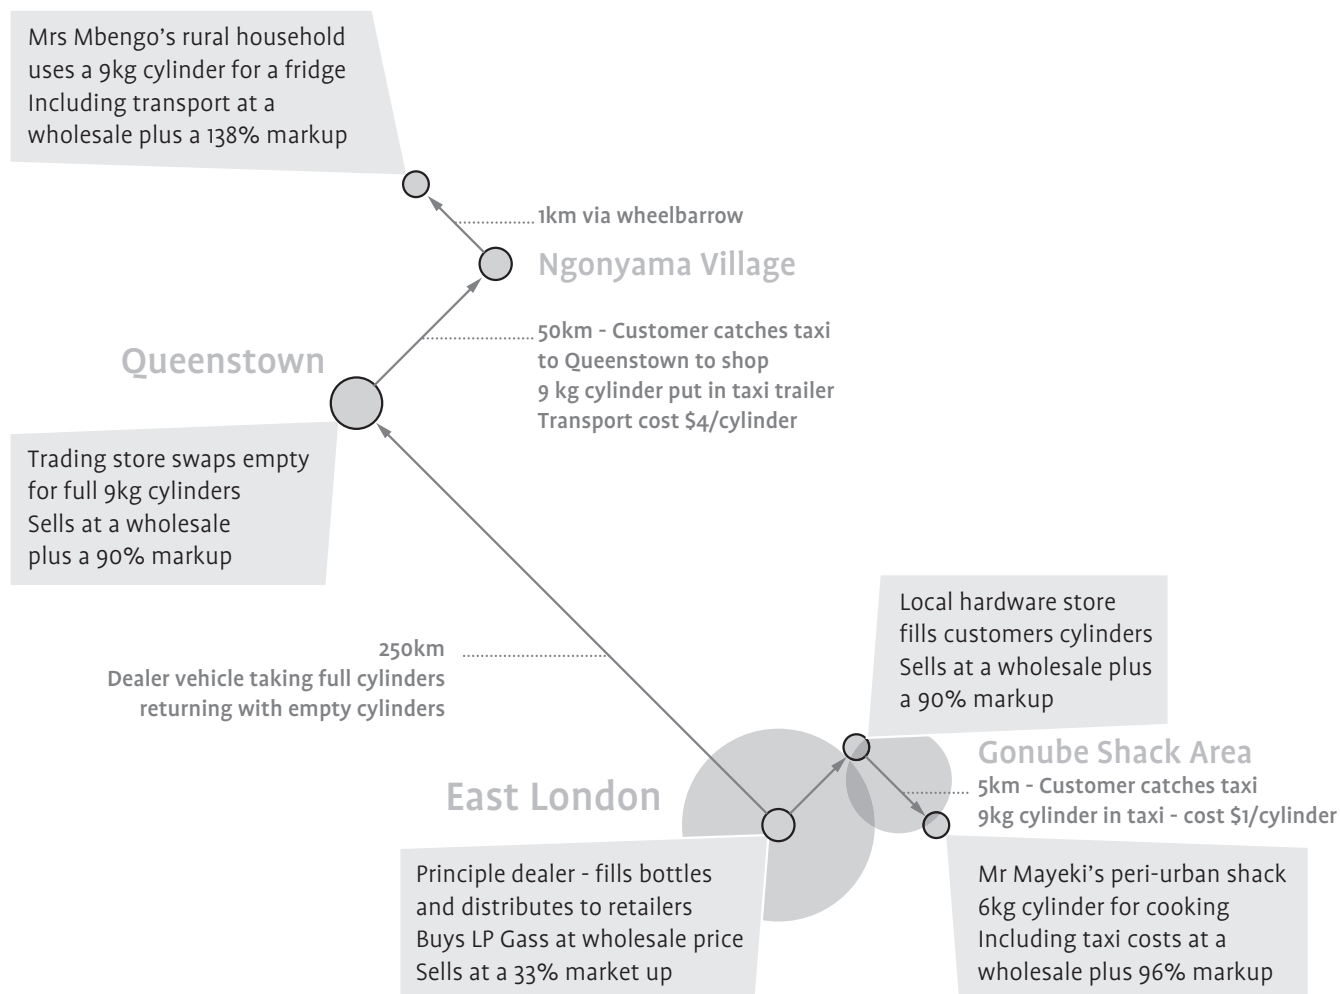 Mrs Mbengo’s rural household
uses a 9kg cylinder for a fridge
Including transport at a
wholesale plus a 138% markup
1km via wheelbarrow
Ngonyama Village
50km - Customer catches taxi
to Queenstown to shop
9 kg cylinder put in taxi trailer
Transport cost $4/cylinder
Queenstown
Trading store swaps empty
for full 9kg cylinders
Sells at a wholesale
plus a 90% markup
250km
Dealer vehicle taking full cylinders
returning with empty cylinders
Local hardware store
fills customers cylinders
Sells at a wholesale plus
a 90% markup
Gonube Shack Area
5km - Customer catches taxi
9kg cylinder in taxi - cost $1/cylinder
East London
Principle dealer - fills bottles
and distributes to retailers
Buys LP Gass at wholesale price
Sells at a 33% market up
Mr Mayeki’s peri-urban shack
6kg cylinder for cooking
Including taxi costs at a
wholesale plus 96% markup